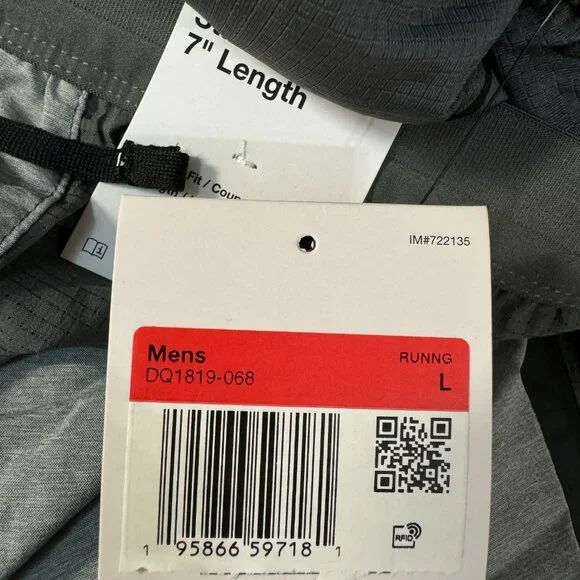 7" Length
Fit / Coup
IM#722135
Mens
RUNNG
DQ1819-068
L
RFID
1 95866 59718 1